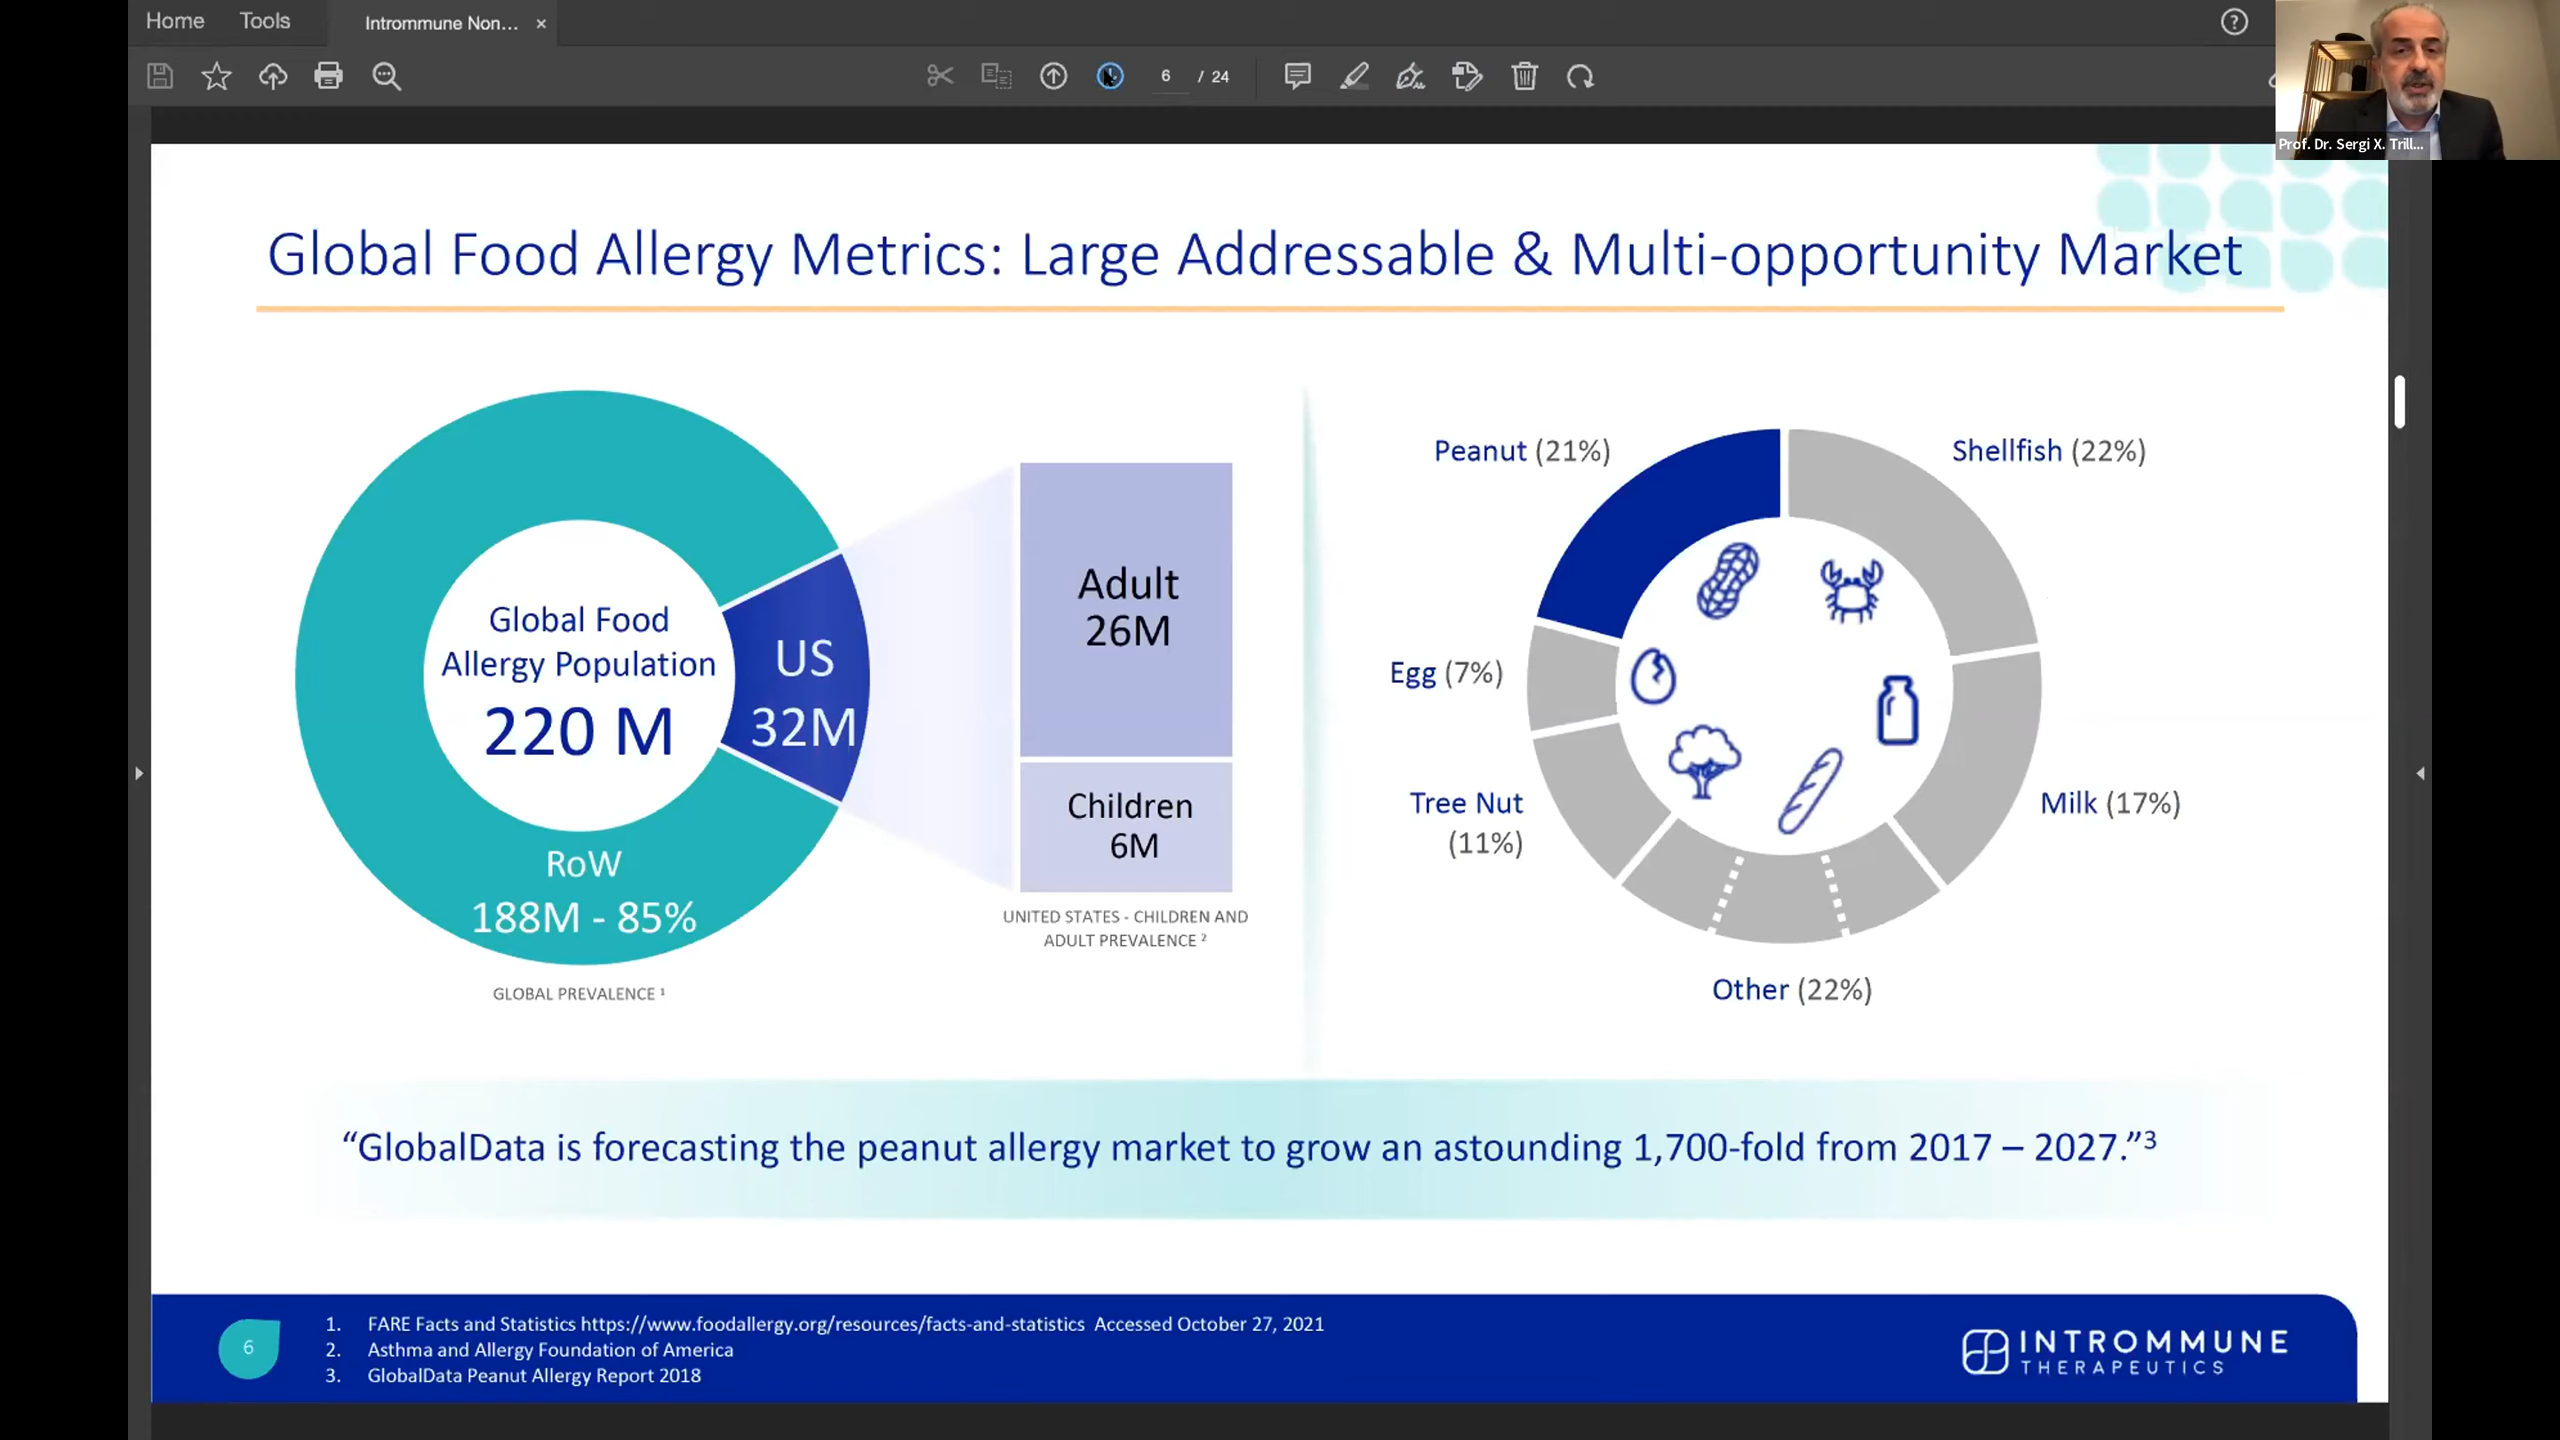 Home
Tools
Intrommune Non...
6 / 24
Prof. Dr. Sergi X. Trill...
Global Food Allergy Metrics: Large Addressable & Multi-opportunity Market
Global Food
Allergy Population
220 M
US
32M
RoW
188M - 85%
GLOBAL PREVALENCE ¹
Adult
26M
Children
6M
UNITED STATES - CHILDREN AND
ADULT PREVALENCE ²
Peanut (21%)
Shellfish (22%)
Egg (7%)
Tree Nut
(11%)
Milk (17%)
Other (22%)
“GlobalData is forecasting the peanut allergy market to grow an astounding 1,700-fold from 2017 – 2027.”³
6
1. FARE Facts and Statistics https://www.foodallergy.org/resources/facts-and-statistics Accessed October 27, 2021
2. Asthma and Allergy Foundation of America
3. GlobalData Peanut Allergy Report 2018
INTROMMUNE
THERAPEUTICS